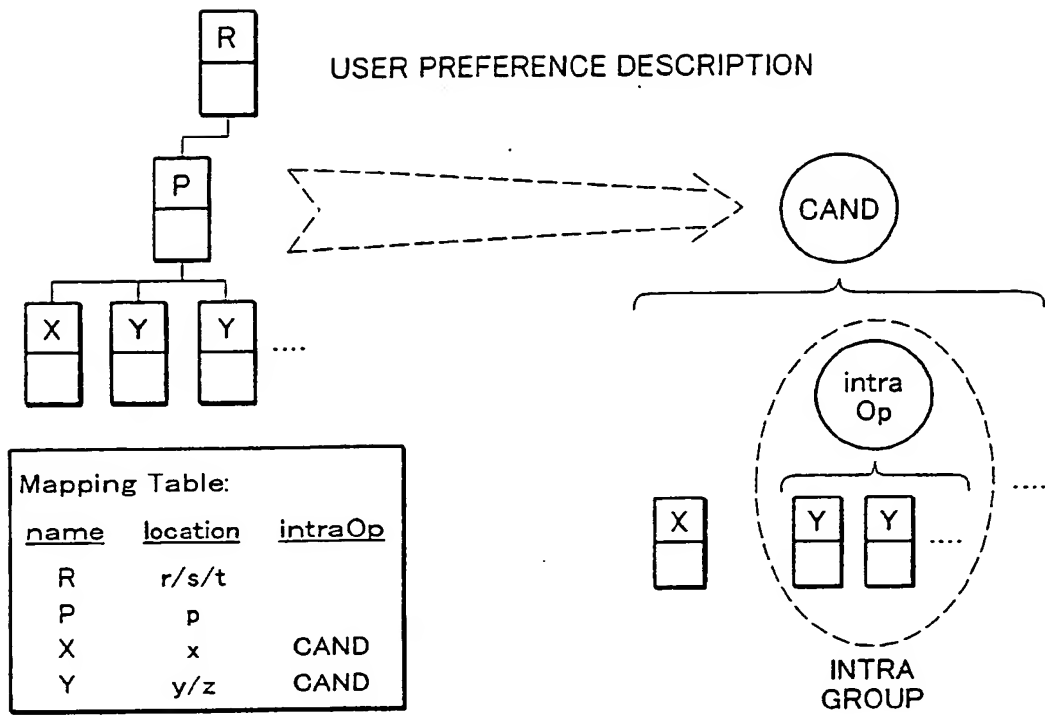 R
USER PREFERENCE DESCRIPTION
P
CAND
X Y Y ....
intra
Op
....
X Y Y ....
INTRA
GROUP
Mapping Table:
name location intraOp
R r/s/t
P p
X x CAND
Y y/z CAND